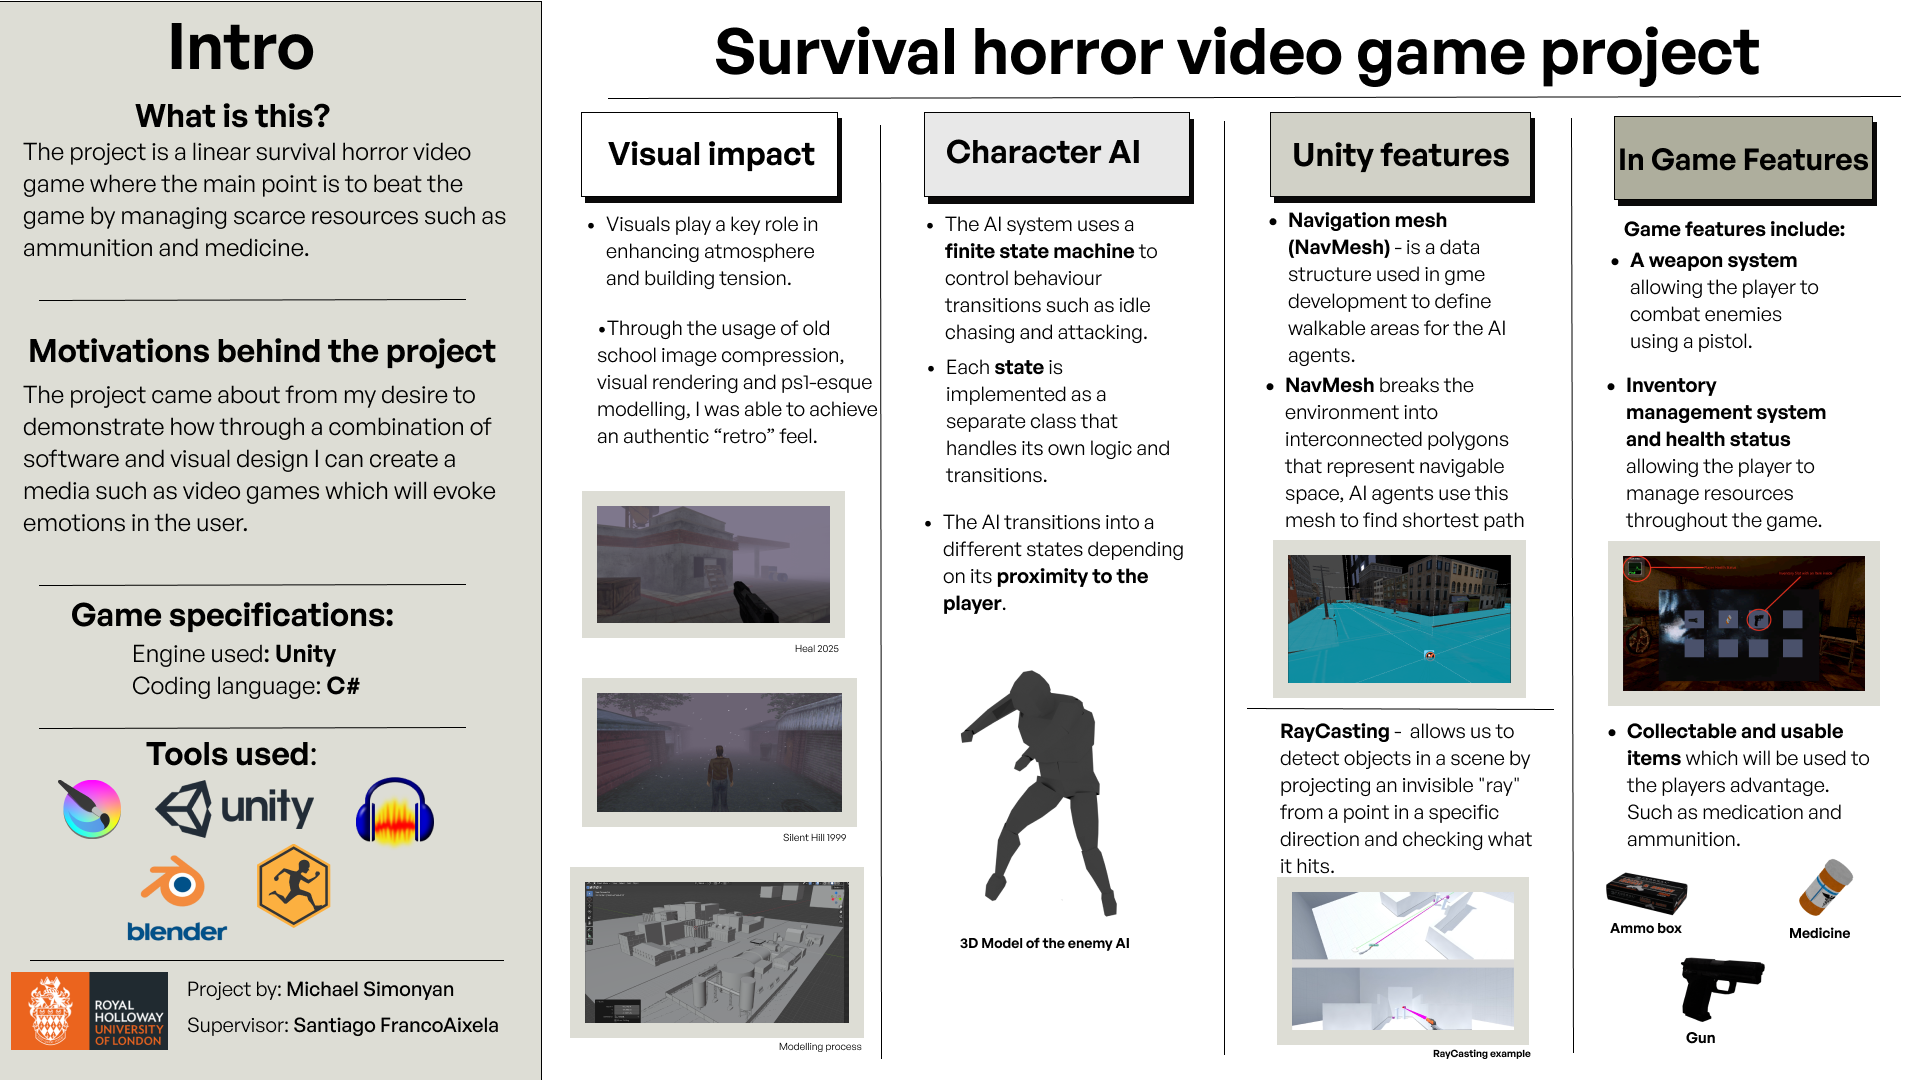 Intro
What is this?
The project is a linear survival horror video
game where the main point is to beat the
game by managing scarce resources such as
ammunition and medicine.
Motivations behind the project
The project came about from my desire to
demonstrate how through a combination of
software and visual design I can create a
media such as video games which will evoke
emotions in the user.
Game specifications:
Engine used: Unity
Coding language: C#
Tools used:
unity
blender
ROYAL
HOLLOWAY
UNIVERSITY
OF LONDON
Project by: Michael Simonyan
Supervisor: Santiago FrancoAixela
Survival horror video game project
Visual impact
• Visuals play a key role in
enhancing atmosphere
and building tension.
•Through the usage of old
school image compression,
visual rendering and ps1-esque
modelling, I was able to achieve
an authentic “retro” feel.
Heal 2025
Silent Hill 1999
Modelling process
Character AI
• The AI system uses a
finite state machine to
control behaviour
transitions such as idle
chasing and attacking.
• Each state is
implemented as a
separate class that
handles its own logic and
transitions.
• The AI transitions into a
different states depending
on its proximity to the
player.
3D Model of the enemy AI
Unity features
• Navigation mesh
(NavMesh) - is a data
structure used in gme
development to define
walkable areas for the AI
agents.
• NavMesh breaks the
environment into
interconnected polygons
that represent navigable
space, AI agents use this
mesh to find shortest path
RayCasting - allows us to
detect objects in a scene by
projecting an invisible "ray"
from a point in a specific
direction and checking what
it hits.
RayCasting example
In Game Features
Game features include:
• A weapon system
allowing the player to
combat enemies
using a pistol.
• Inventory
management system
and health status
allowing the player to
manage resources
throughout the game.
• Collectable and usable
items which will be used to
the players advantage.
Such as medication and
ammunition.
Ammo box
Medicine
Gun